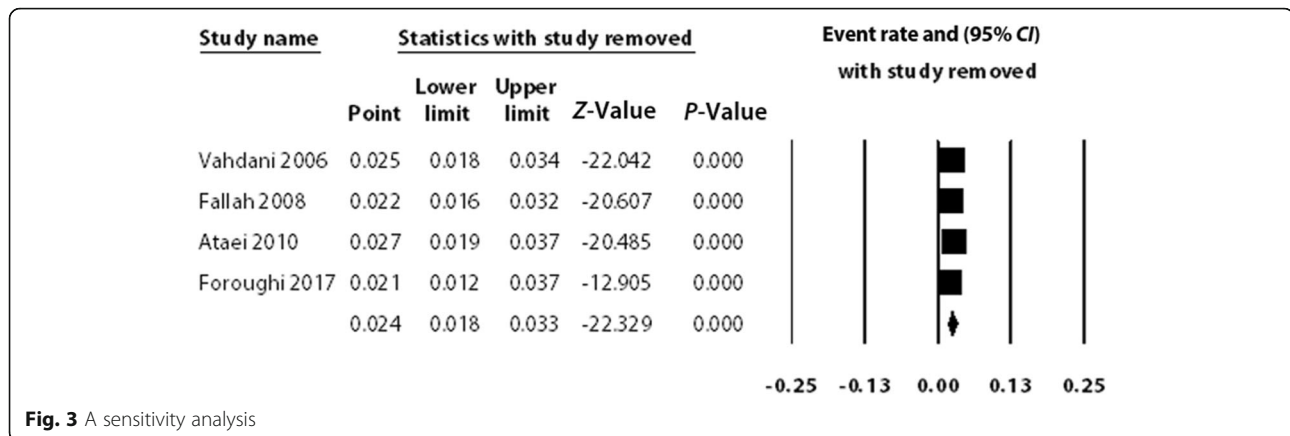 Study name Statistics with study removed Event rate and (95% CI)
with study removed
Lower Upper
Point limit limit Z-Value P-Value
Vahdani 2006 0.025 0.018 0.034 -22.042 0.000
Fallah 2008 0.022 0.016 0.032 -20.607 0.000
Ataei 2010 0.027 0.019 0.037 -20.485 0.000
Foroughi 2017 0.021 0.012 0.037 -12.905 0.000
0.024 0.018 0.033 -22.329 0.000
-0.25 -0.13 0.00 0.13 0.25
Fig. 3 A sensitivity analysis